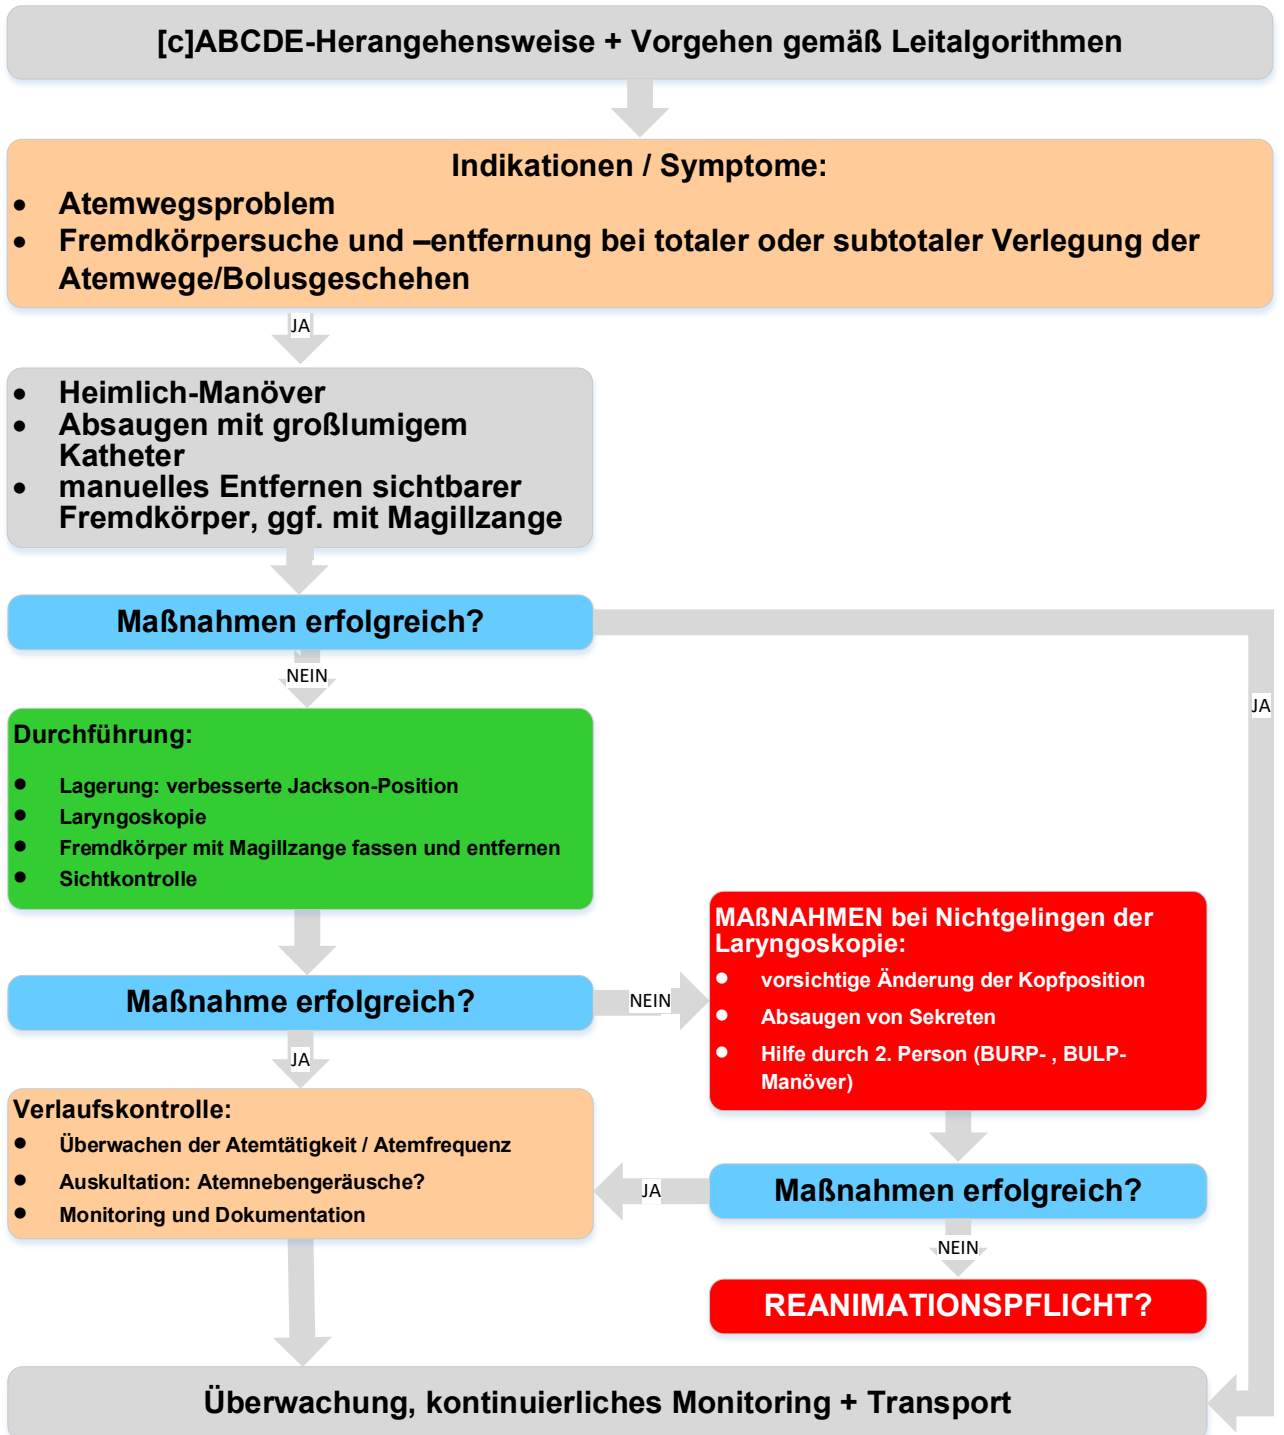 [c]ABCDE-Herangehensweise + Vorgehen gemäß Leitalgorithmen
Indikationen / Symptome:
• Atemwegsproblem
• Fremdkörpersuche und –entfernung bei totaler oder subtotaler Verlegung der
Atemwege/Bolusgeschehen
JA
• Heimlich-Manöver
• Absaugen mit großlumigem
Katheter
• manuelles Entfernen sichtbarer
Fremdkörper, ggf. mit Magillzange
Maßnahmen erfolgreich?
NEIN
JA
Durchführung:
• Lagerung: verbesserte Jackson-Position
• Laryngoskopie
• Fremdkörper mit Magillzange fassen und entfernen
• Sichtkontrolle
Maßnahme erfolgreich?
NEIN
MAßNAHMEN bei Nichtgelingen der
Laryngoskopie:
• vorsichtige Änderung der Kopfposition
• Absaugen von Sekreten
• Hilfe durch 2. Person (BURP- , BULP-
Manöver)
JA
Verlaufskontrolle:
• Überwachen der Atemtätigkeit / Atemfrequenz
• Auskultation: Atemnebengeräusche?
• Monitoring und Dokumentation
JA
Maßnahmen erfolgreich?
NEIN
REANIMATIONSPFLICHT?
Überwachung, kontinuierliches Monitoring + Transport